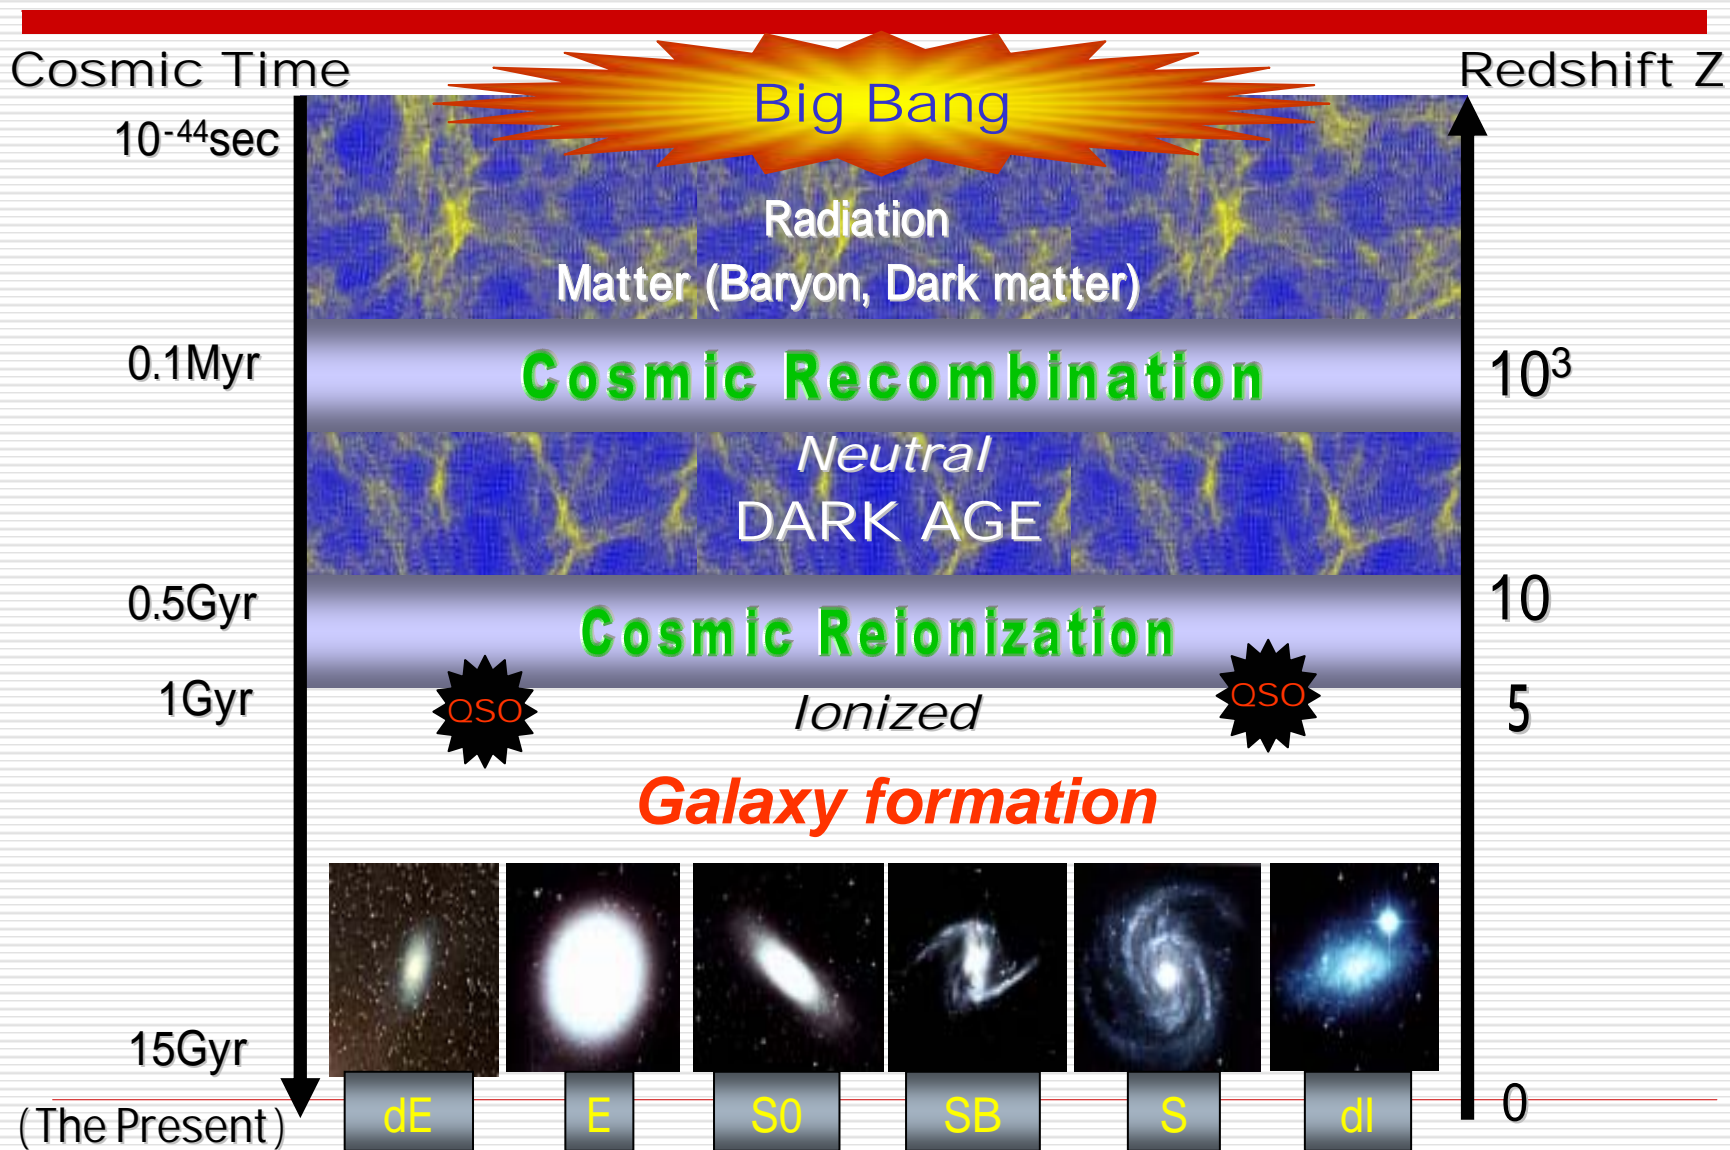 Cosmic Time
Big Bang
Redshift Z
10⁻⁴⁴sec
Radiation
Matter (Baryon, Dark matter)
0.1Myr
Cosmic Recombination
10³
Neutral
DARK AGE
0.5Gyr
Cosmic Reionization
10
1Gyr
QSO
Ionized
QSO
5
Galaxy formation
15Gyr
(The Present)
dE
E
S0
SB
S
dI
0